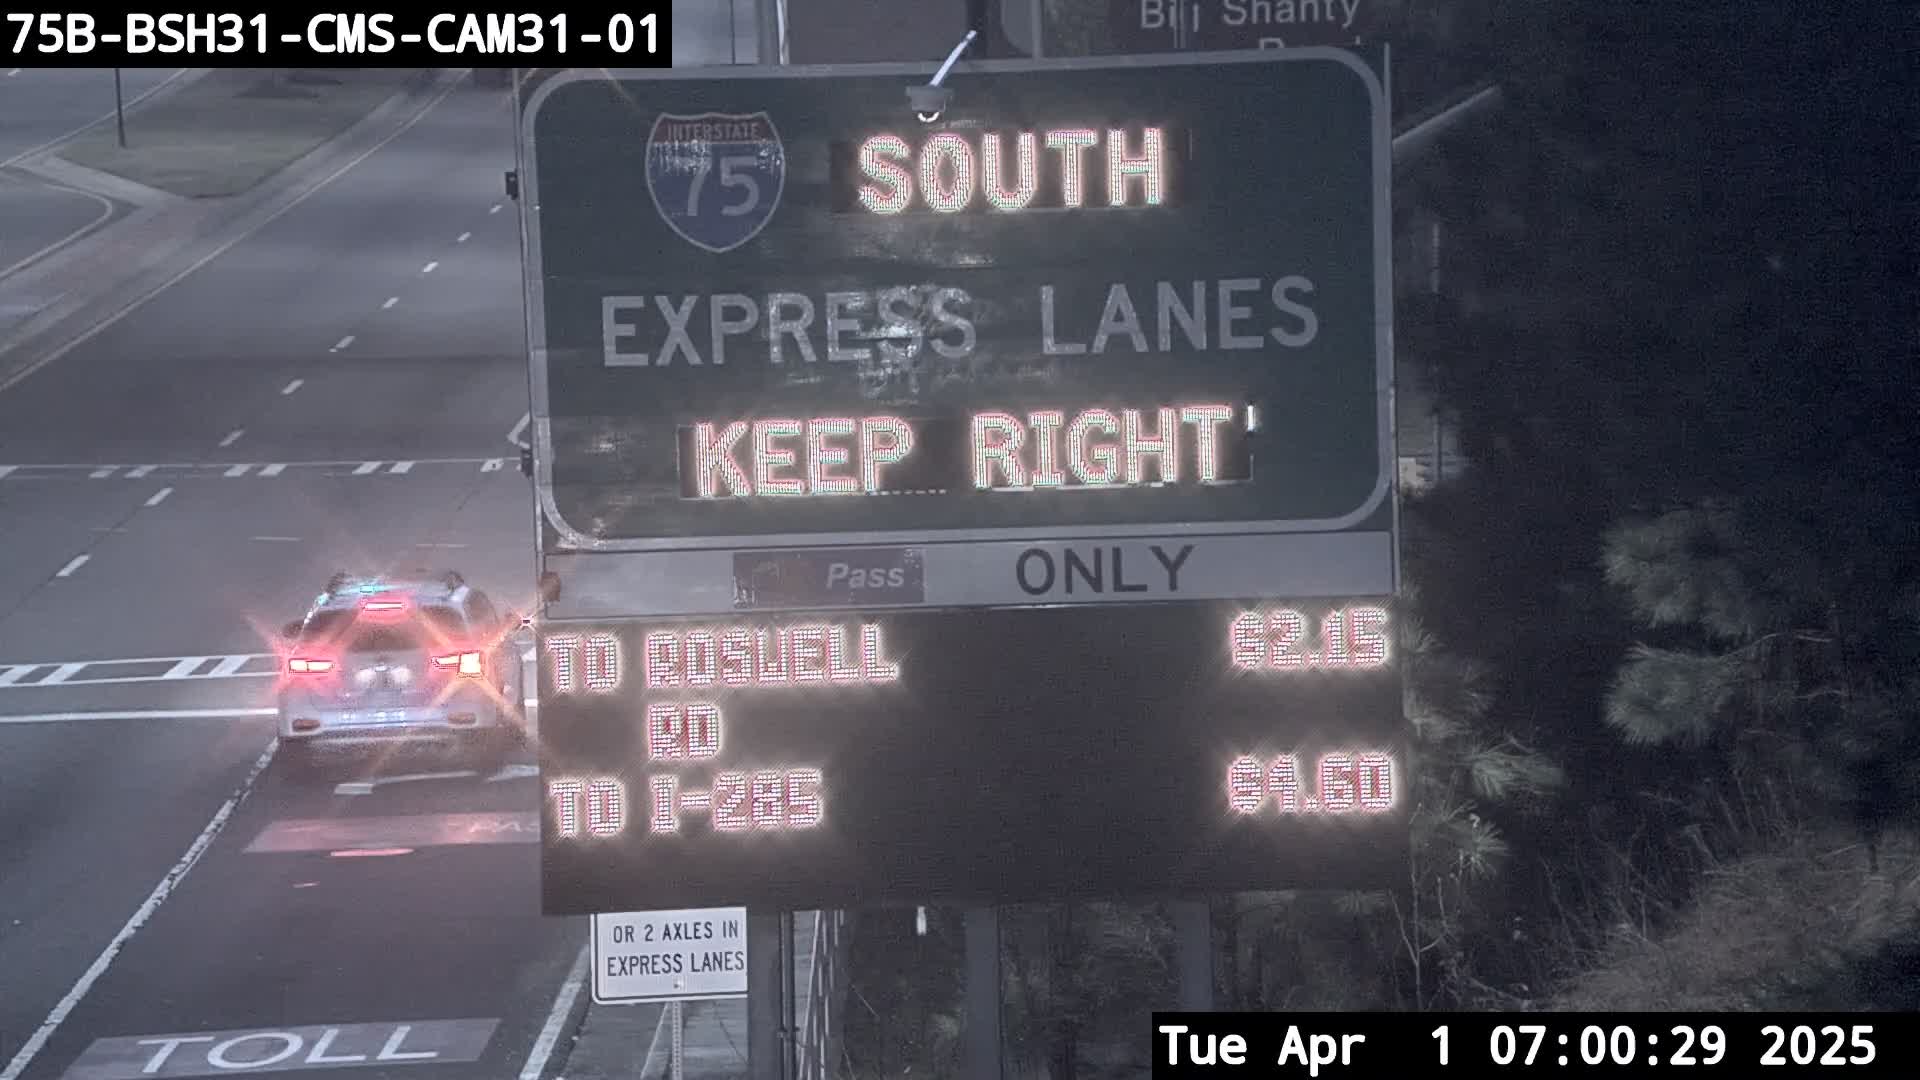 75B-BSH31-CMS-CAM31-01
Bill Shanty
INTERSTATE
75
SOUTH
EXPRESS LANES
KEEP RIGHT
Pass ONLY
TO ROSWELL $2.15
RD
TO I-285 $4.60
OR 2 AXLES IN
EXPRESS LANES
TOLL
Tue Apr 1 07:00:29 2025